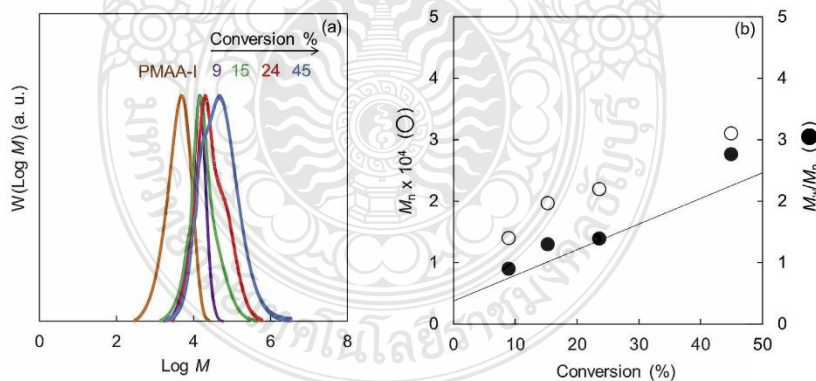 (a)
Conversion %
PMAA-I 9 15 24 45
W(Log M) (a. u.)
0 2 4 6 8
Log M
(b)
5
4
3
2
1
0
Mn x 10⁴ (○)
5
4
3
2
1
0
Mw/Mn (●)
0 10 20 30 40 50
Conversion (%)